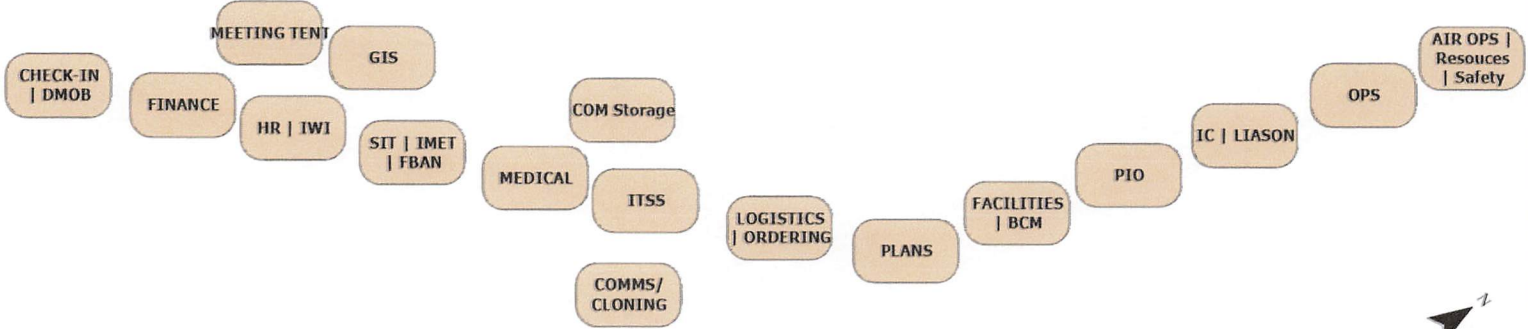 MEETING TENT
GIS
CHECK-IN
| DMOB
FINANCE
HR | IWI
SIT | IMET
| FBAN
COM Storage
MEDICAL
ITSS
COMMS/
CLONING
LOGISTICS
| ORDERING
PLANS
FACILITIES
| BCM
PIO
IC | LIASON
OPS
AIR OPS |
Resouces
| Safety
N